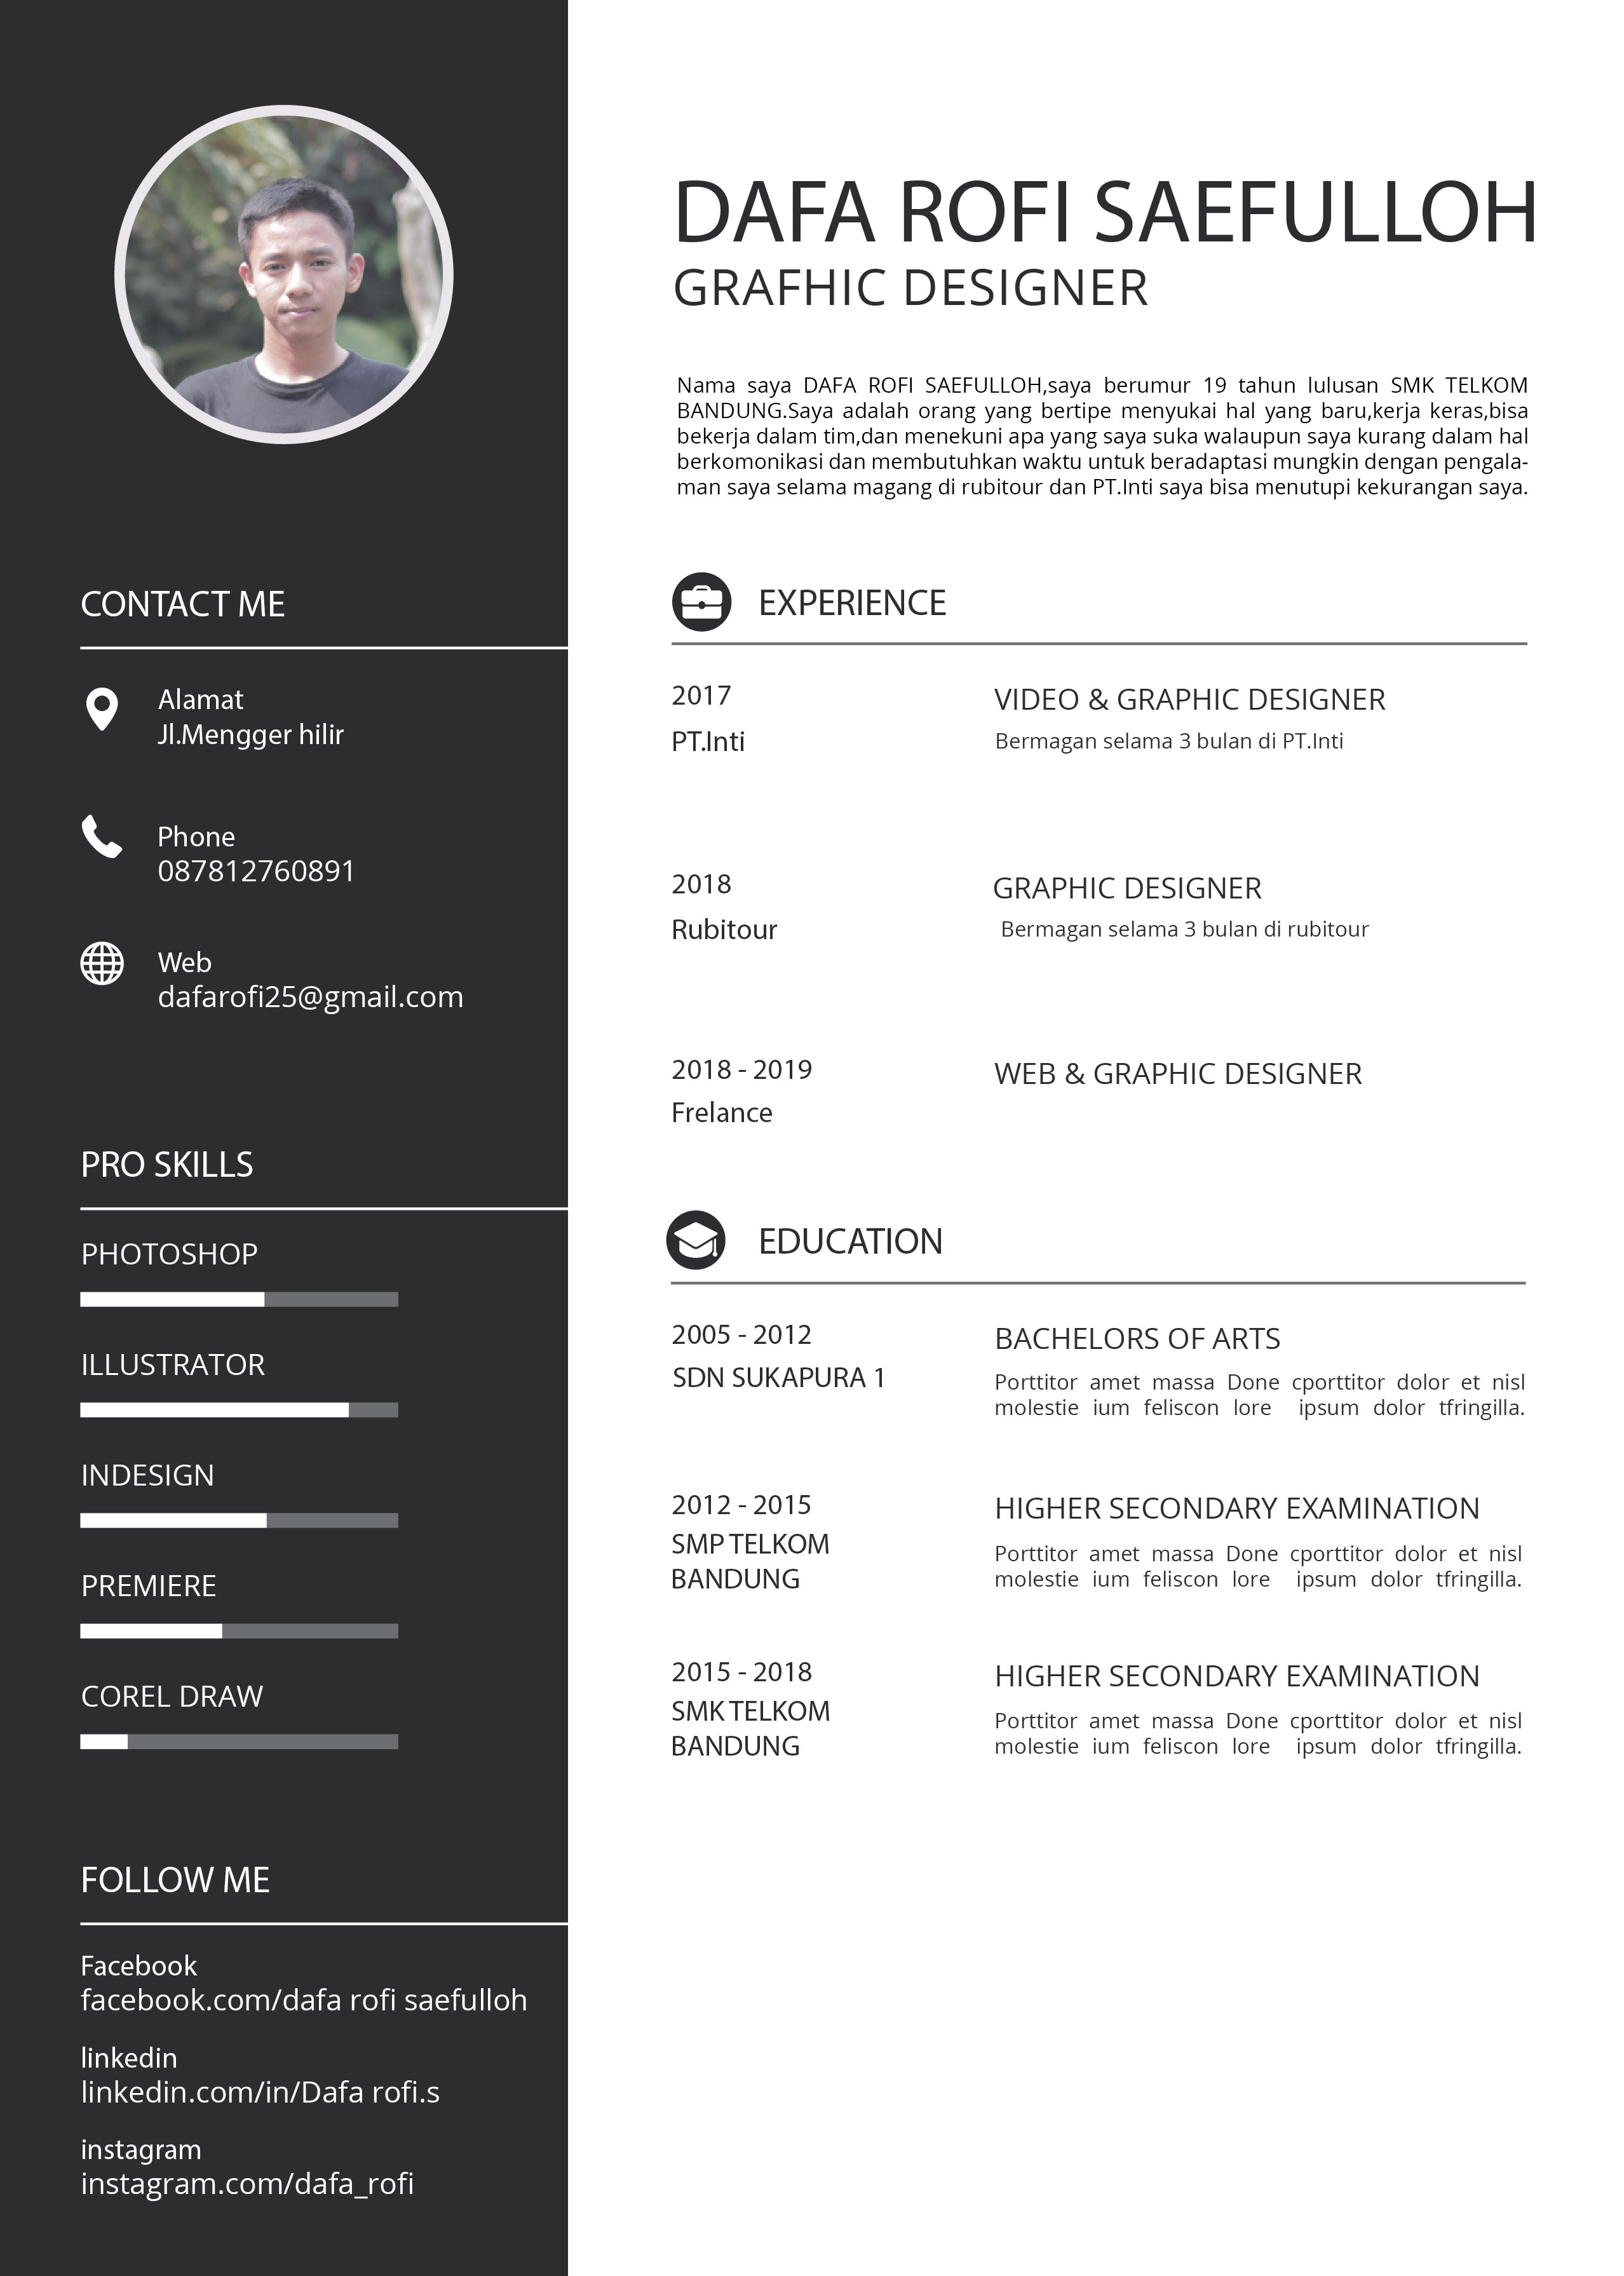 DAFA ROFI SAEFULLOH
GRAFHIC DESIGNER
Nama saya DAFA ROFI SAEFULLOH,saya berumur 19 tahun lulusan SMK TELKOM
BANDUNG.Saya adalah orang yang bertipe menyukai hal yang baru,kerja keras,bisa
bekerja dalam tim,dan menekuni apa yang saya suka walaupun saya kurang dalam hal
berkomonikasi dan membutuhkan waktu untuk beradaptasi mungkin dengan pengala-
man saya selama magang di rubitour dan PT.Inti saya bisa menutupi kekurangan saya.
CONTACT ME
Alamat
Jl.Mengger hilir
Phone
087812760891
Web
dafarofi25@gmail.com
PRO SKILLS
PHOTOSHOP
ILLUSTRATOR
INDESIGN
PREMIERE
COREL DRAW
FOLLOW ME
Facebook
facebook.com/dafa rofi saefulloh
linkedin
linkedin.com/in/Dafa rofi.s
instagram
instagram.com/dafa_rofi
EXPERIENCE
2017
PT.Inti
VIDEO & GRAPHIC DESIGNER
Bermagan selama 3 bulan di PT.Inti
2018
Rubitour
GRAPHIC DESIGNER
Bermagan selama 3 bulan di rubitour
2018 - 2019
Frelance
WEB & GRAPHIC DESIGNER
EDUCATION
2005 - 2012
SDN SUKAPURA 1
BACHELORS OF ARTS
Porttitor amet massa Done cporttitor dolor et nisl
molestie ium feliscon lore ipsum dolor tfringilla.
2012 - 2015
SMP TELKOM
BANDUNG
HIGHER SECONDARY EXAMINATION
Porttitor amet massa Done cporttitor dolor et nisl
molestie ium feliscon lore ipsum dolor tfringilla.
2015 - 2018
SMK TELKOM
BANDUNG
HIGHER SECONDARY EXAMINATION
Porttitor amet massa Done cporttitor dolor et nisl
molestie ium feliscon lore ipsum dolor tfringilla.